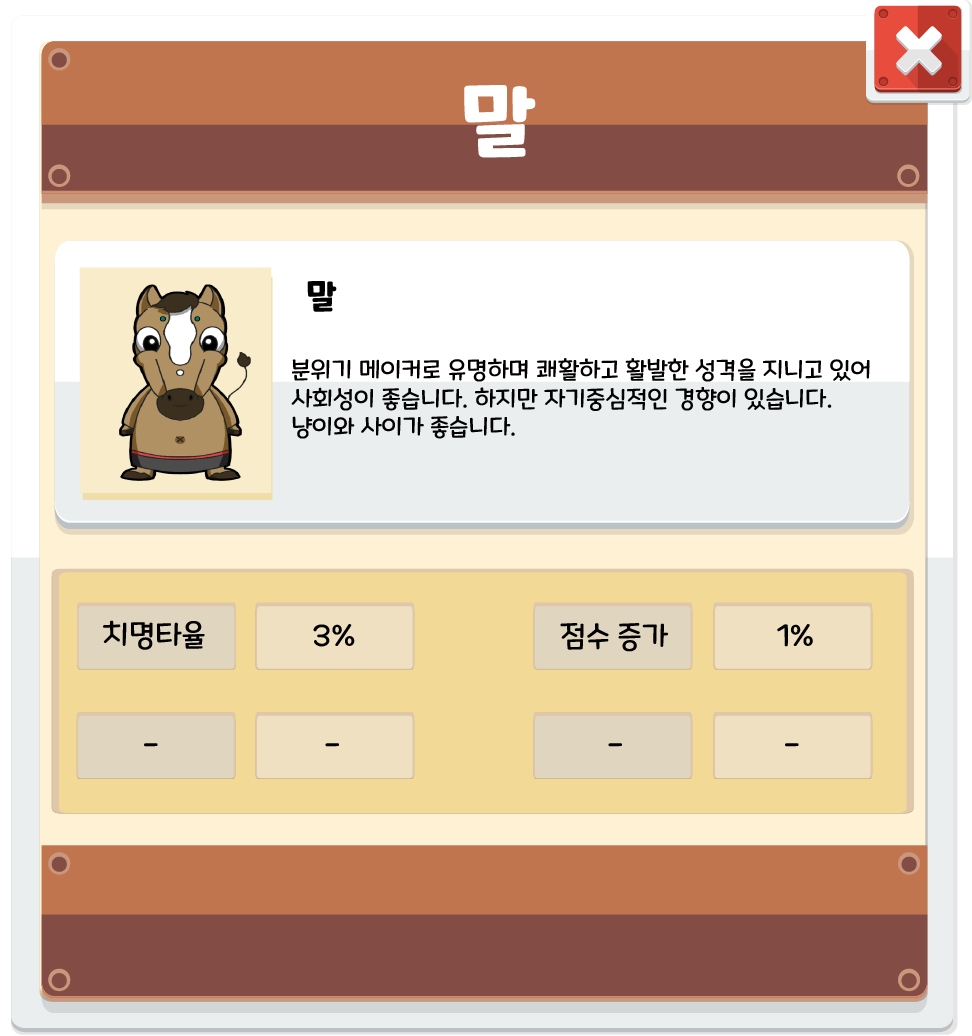 말
말
분위기 메이커로 유명하며 쾌활하고 활발한 성격을 지니고 있어
사회성이 좋습니다. 하지만 자기중심적인 경향이 있습니다.
냥이와 사이가 좋습니다.
치명타율 3% 점수 증가 1%
- - - -